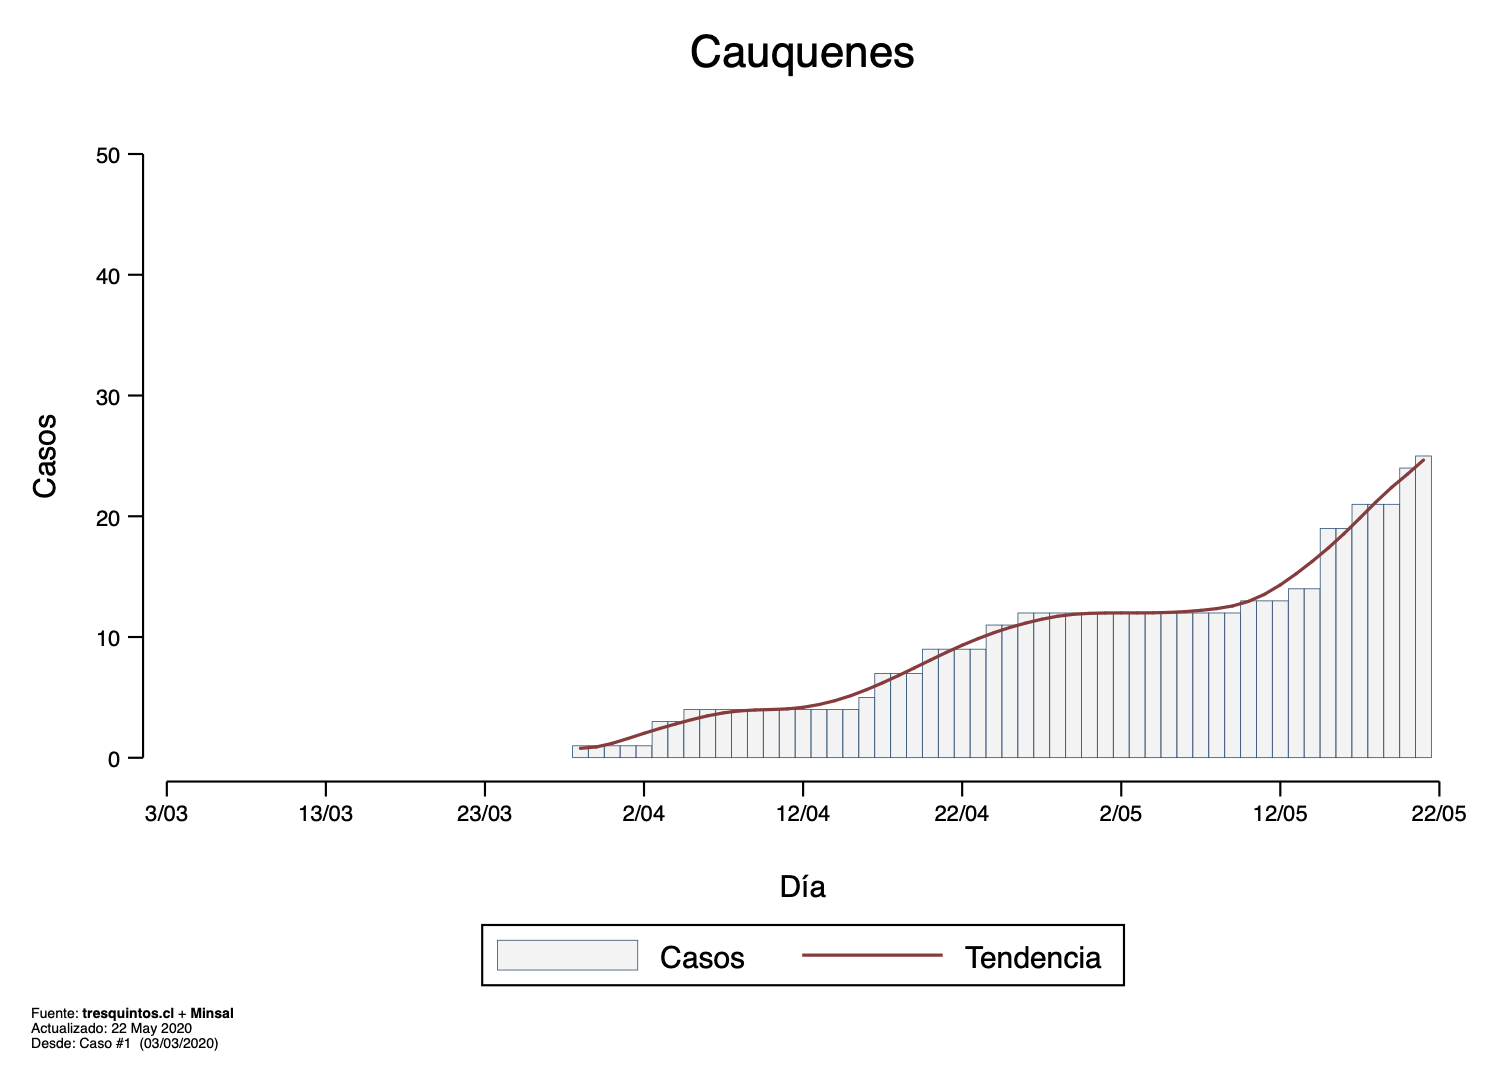 Cauquenes
50
40
30
20
10
0
Casos
3/03 13/03 23/03 2/04 12/04 22/04 2/05 12/05 22/05
Día
Casos Tendencia
Fuente: tresquintos.cl + Minsal
Actualizado: 22 May 2020
Desde: Caso #1 (03/03/2020)